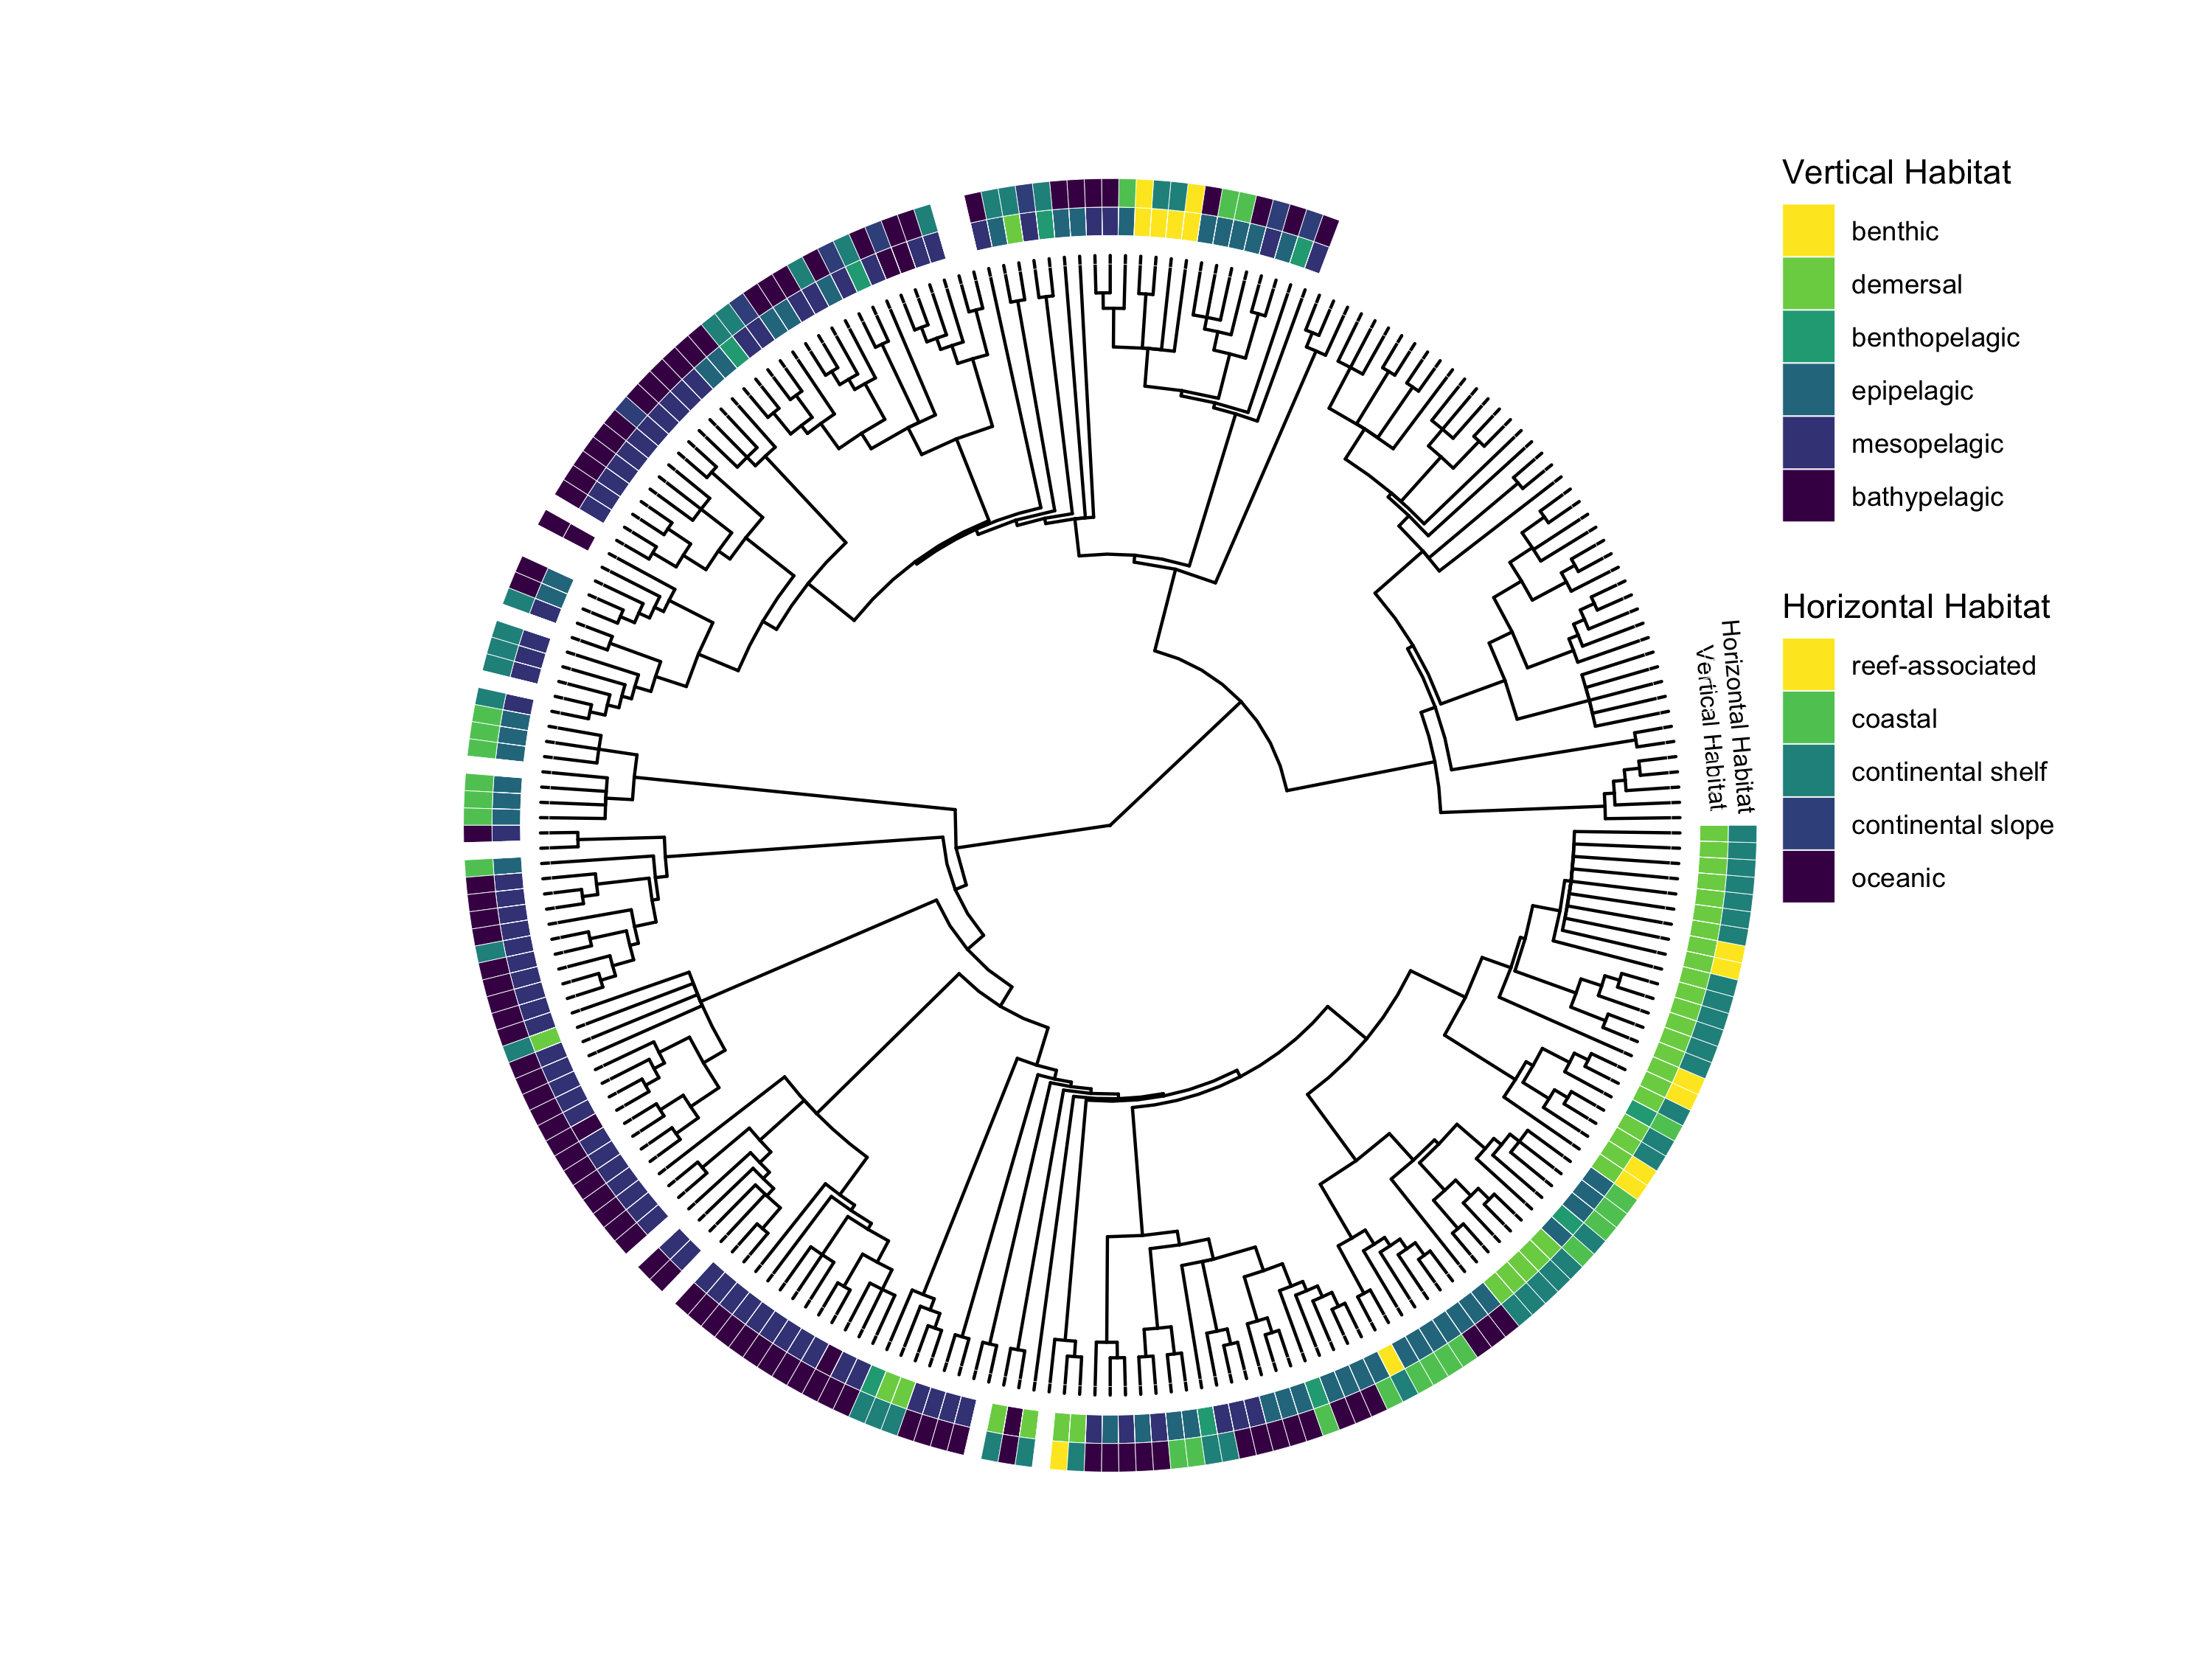 Vertical Habitat
benthic
demersal
benthopelagic
epipelagic
mesopelagic
bathypelagic
Horizontal Habitat
reef-associated
coastal
continental shelf
continental slope
oceanic
Horizontal Habitat
Vertical Habitat